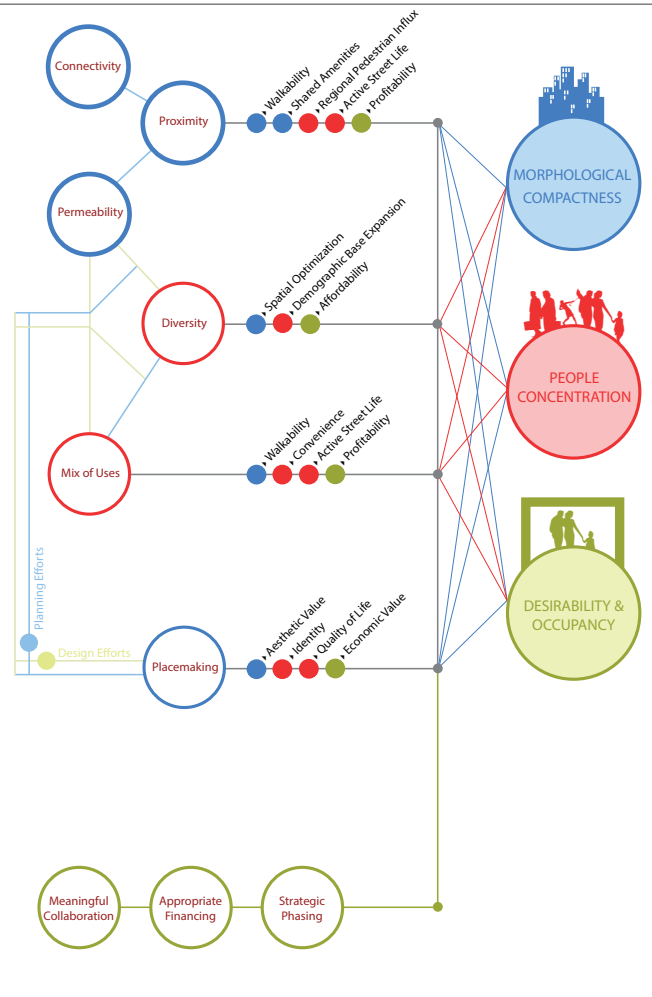 Connectivity
Proximity
Walkability
Shared Amenities
Regional Pedestrian Influx
Active Street Life
Profitability
MORPHOLOGICAL
COMPACTNESS
Permeability
Diversity
Spatial Optimization
Demographic Base Expansion
Affordability
PEOPLE
CONCENTRATION
Mix of Uses
Walkability
Convenience
Active Street Life
Profitability
DESIRABILITY &
OCCUPANCY
Planning Efforts
Design Efforts
Placemaking
Aesthetic Value
Identity
Quality of Life
Economic Value
Meaningful
Collaboration
Appropriate
Financing
Strategic
Phasing